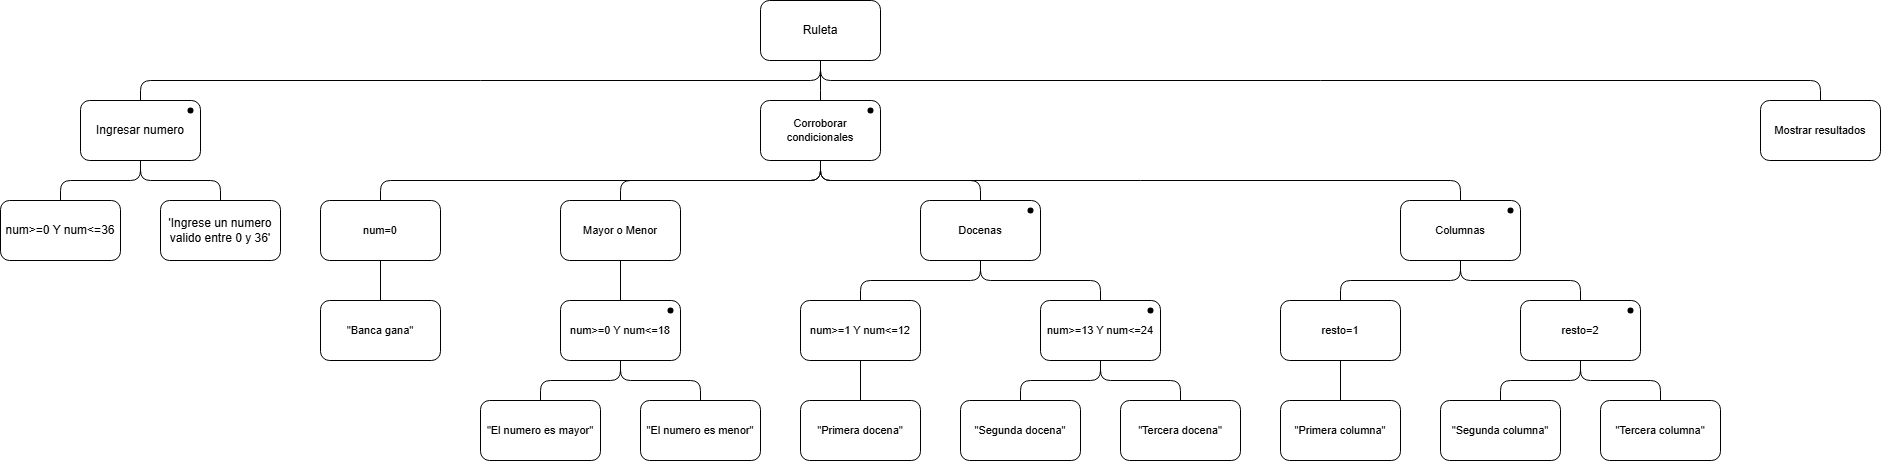 Ruleta
Ingresar numero
Corroborar
condicionales
Mostrar resultados
num>=0 Y num<=36
'Ingrese un numero
valido entre 0 y 36'
num=0
Mayor o Menor
Docenas
Columnas
"Banca gana"
num>=0 Y num<=18
num>=1 Y num<=12
num>=13 Y num<=24
resto=1
resto=2
"El numero es mayor"
"El numero es menor"
"Primera docena"
"Segunda docena"
"Tercera docena"
"Primera columna"
"Segunda columna"
"Tercera columna"